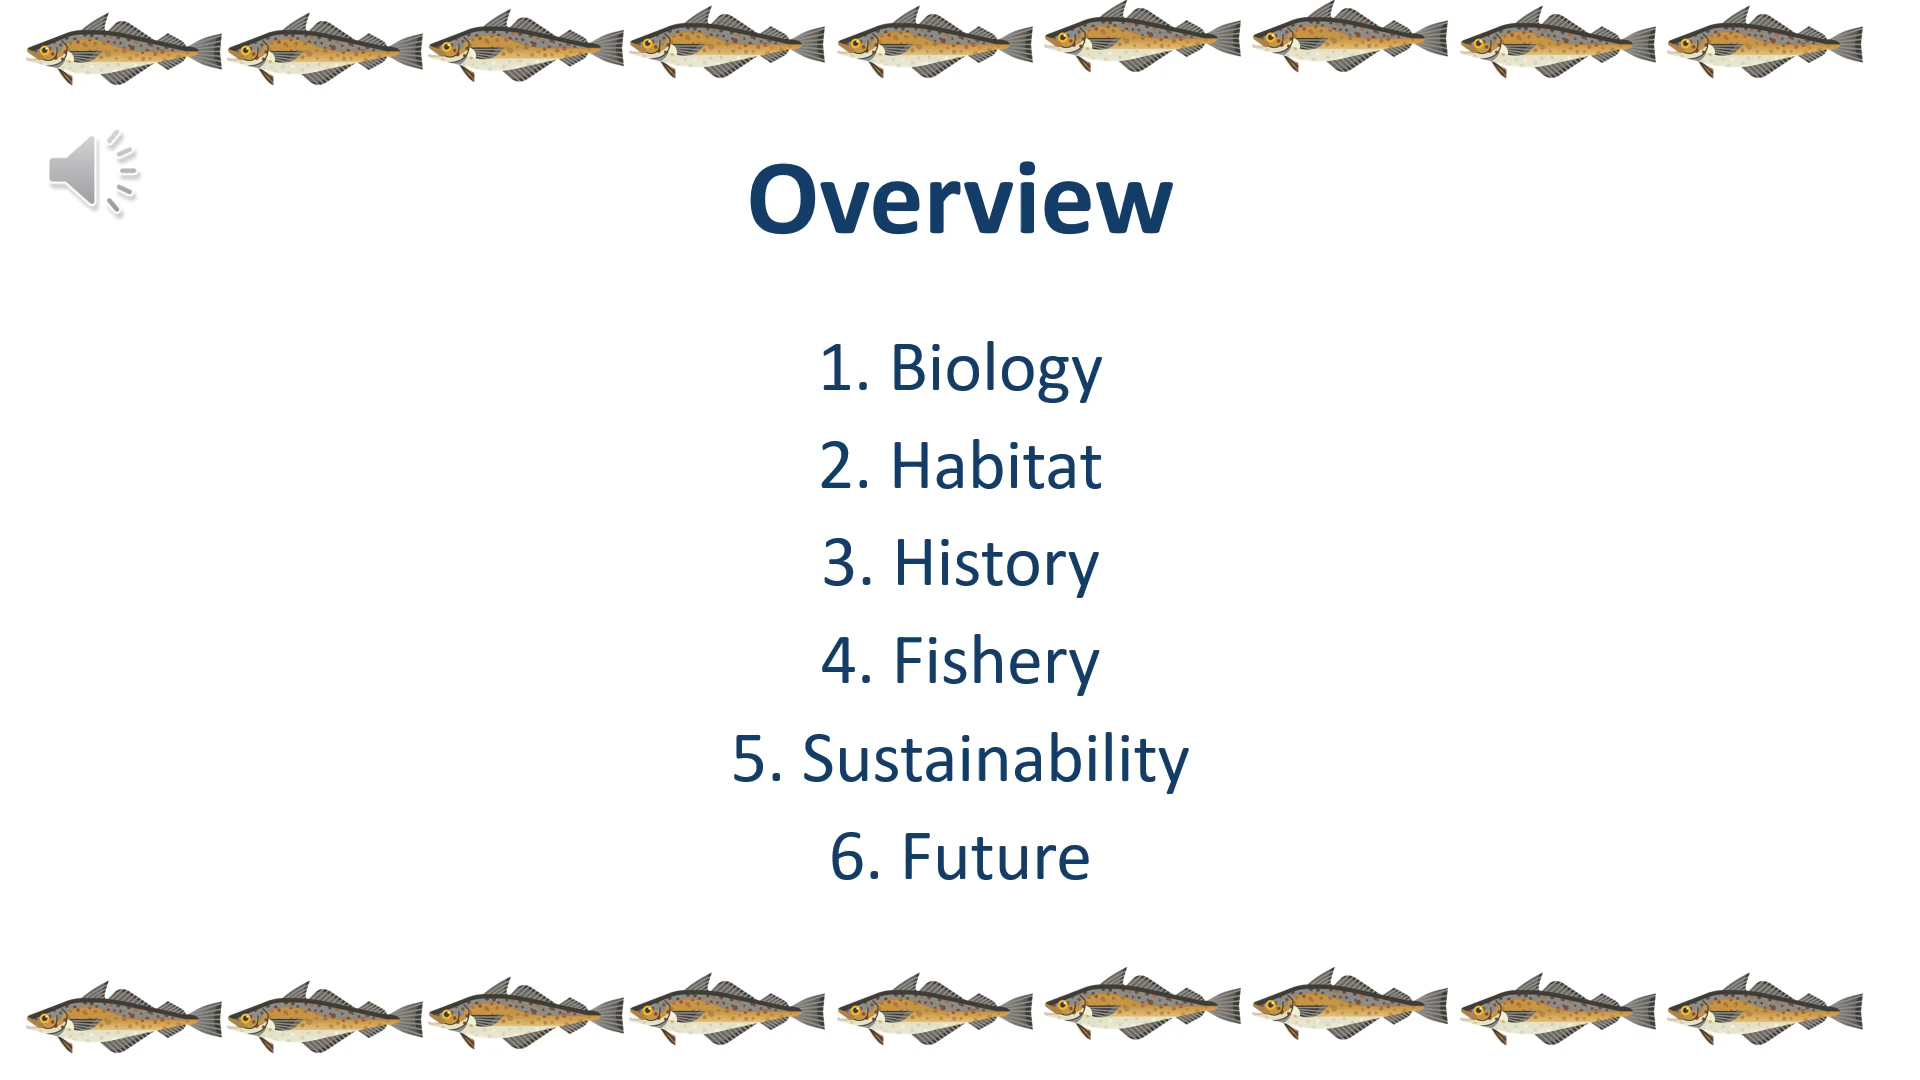 Overview
1. Biology
2. Habitat
3. History
4. Fishery
5. Sustainability
6. Future